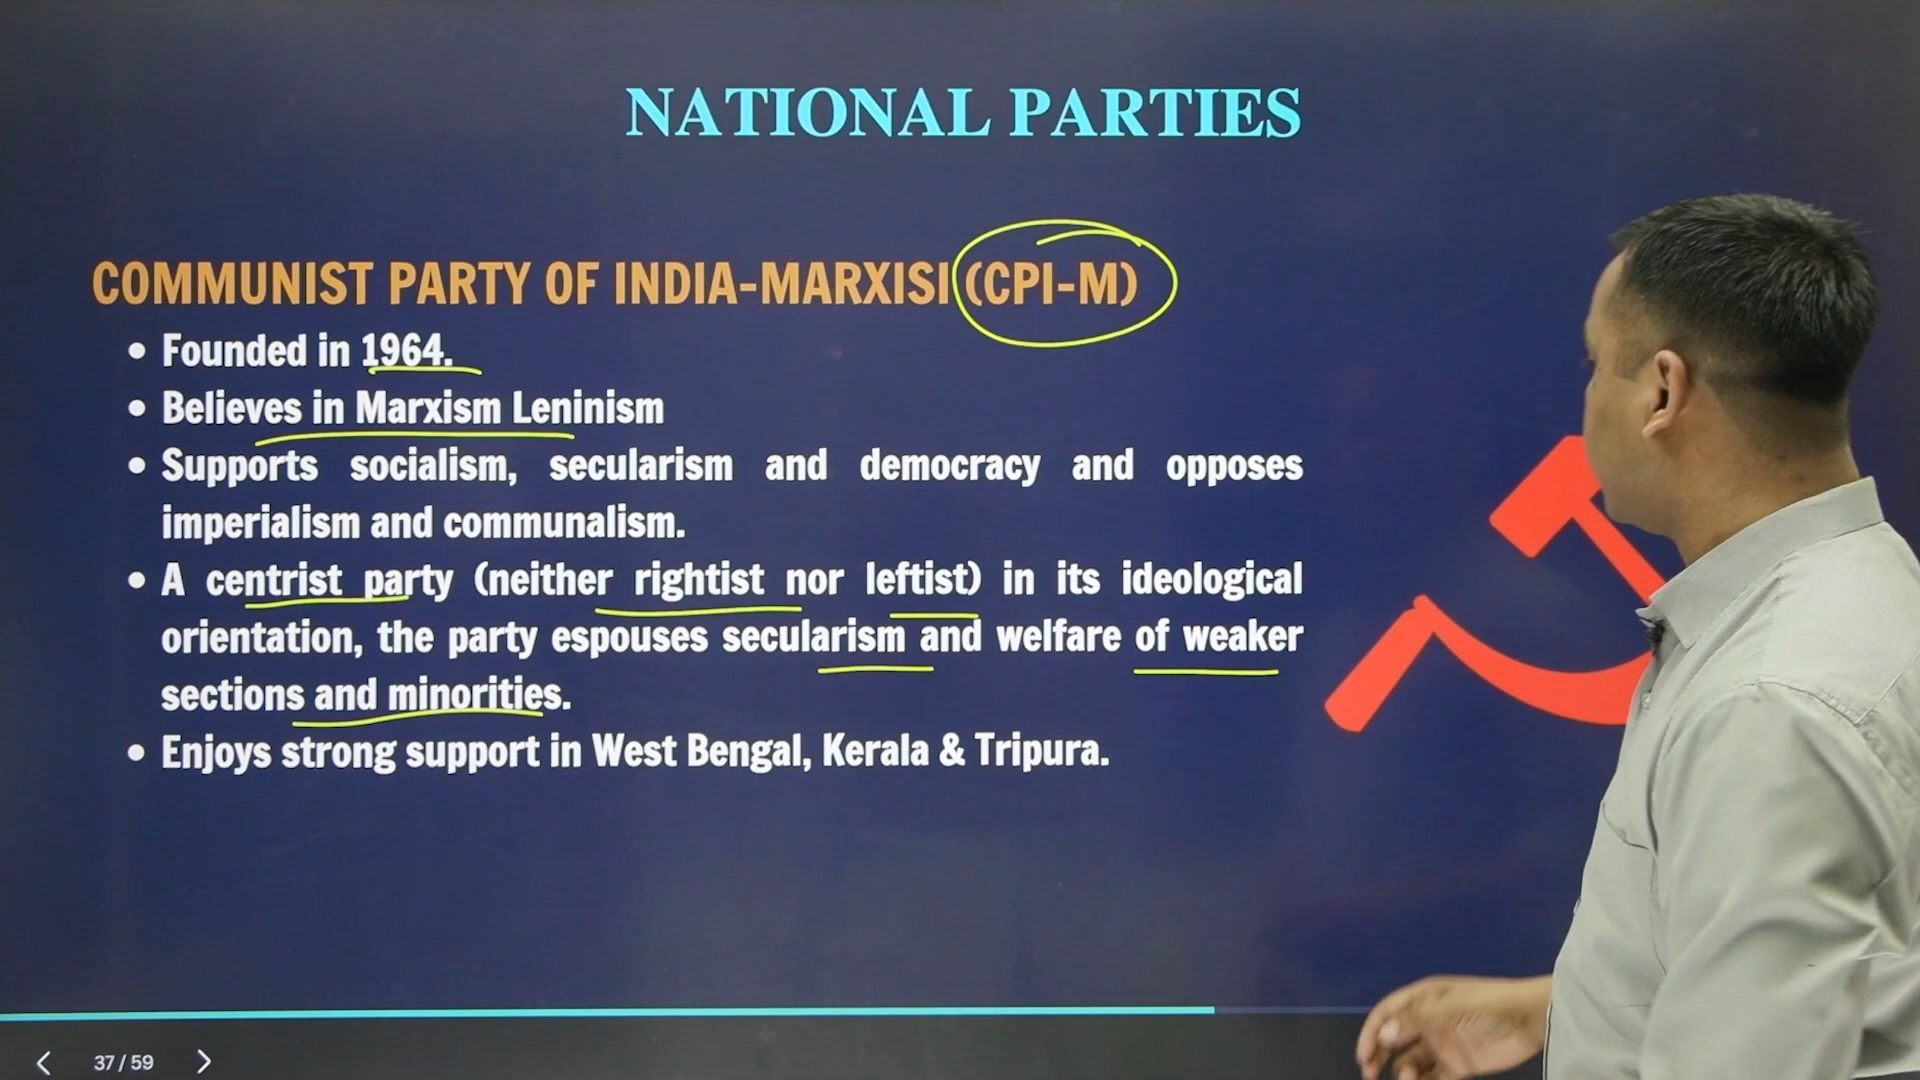 NATIONAL PARTIES
COMMUNIST PARTY OF INDIA-MARXISI (CPI-M)
• Founded in 1964.
• Believes in Marxism Leninism
• Supports socialism, secularism and democracy and opposes
imperialism and communalism.
• A centrist party (neither rightist nor leftist) in its ideological
orientation, the party espouses secularism and welfare of weaker
sections and minorities.
• Enjoys strong support in West Bengal, Kerala & Tripura.
37 / 59